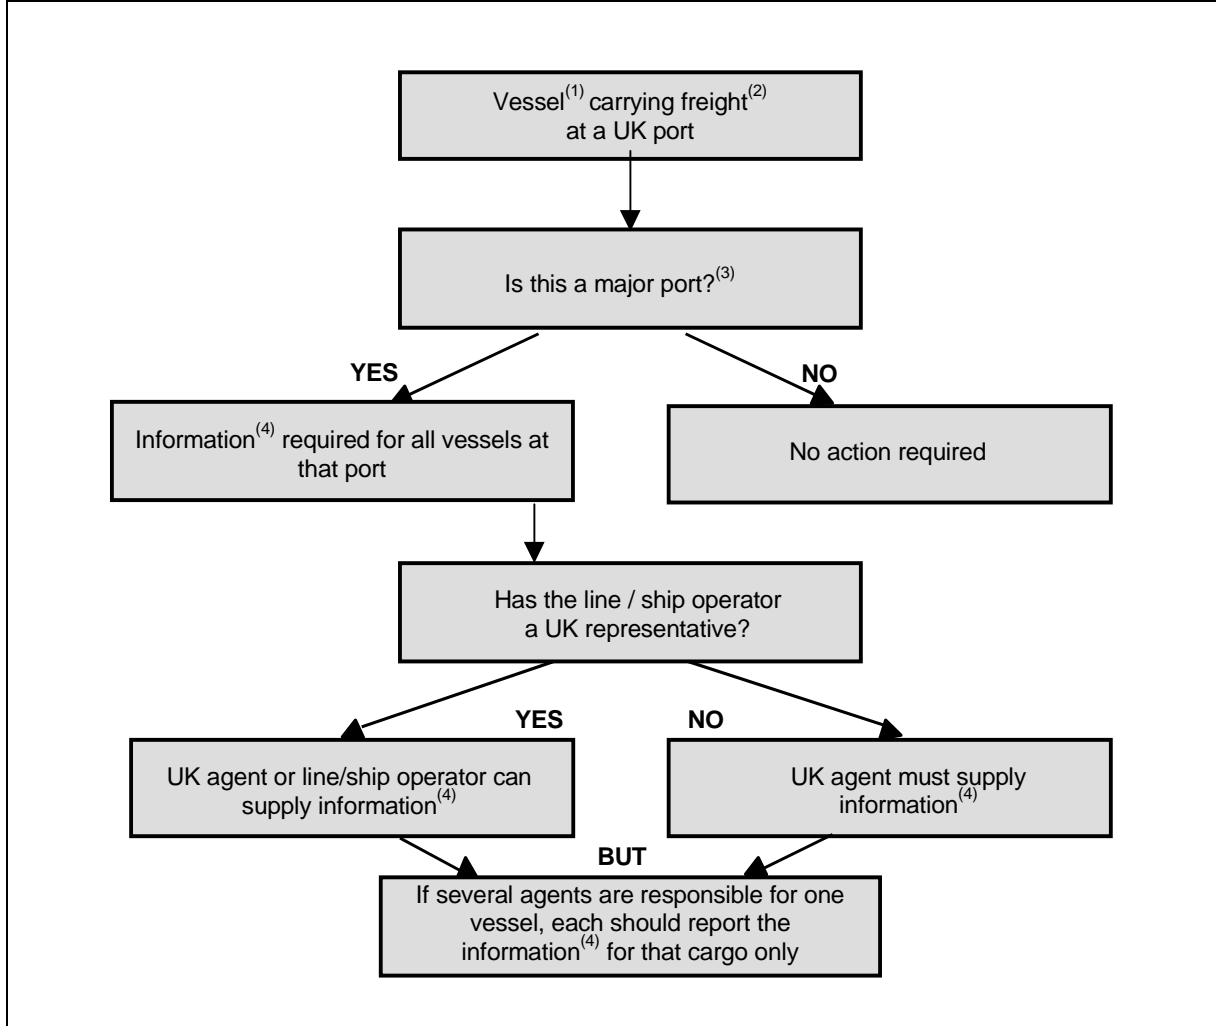 Vessel(1) carrying freight(2)
at a UK port
Is this a major port?(3)
YES
NO
Information(4) required for all vessels at
that port
No action required
Has the line / ship operator
a UK representative?
YES
NO
UK agent or line/ship operator can
supply information(4)
UK agent must supply
information(4)
BUT
If several agents are responsible for one
vessel, each should report the
information(4) for that cargo only